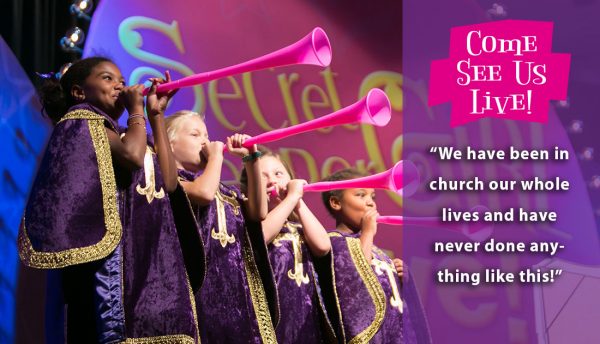 Secret
Come
See Us
Live!
“We have been in
church our whole
lives and have
never done any-
thing like this!”